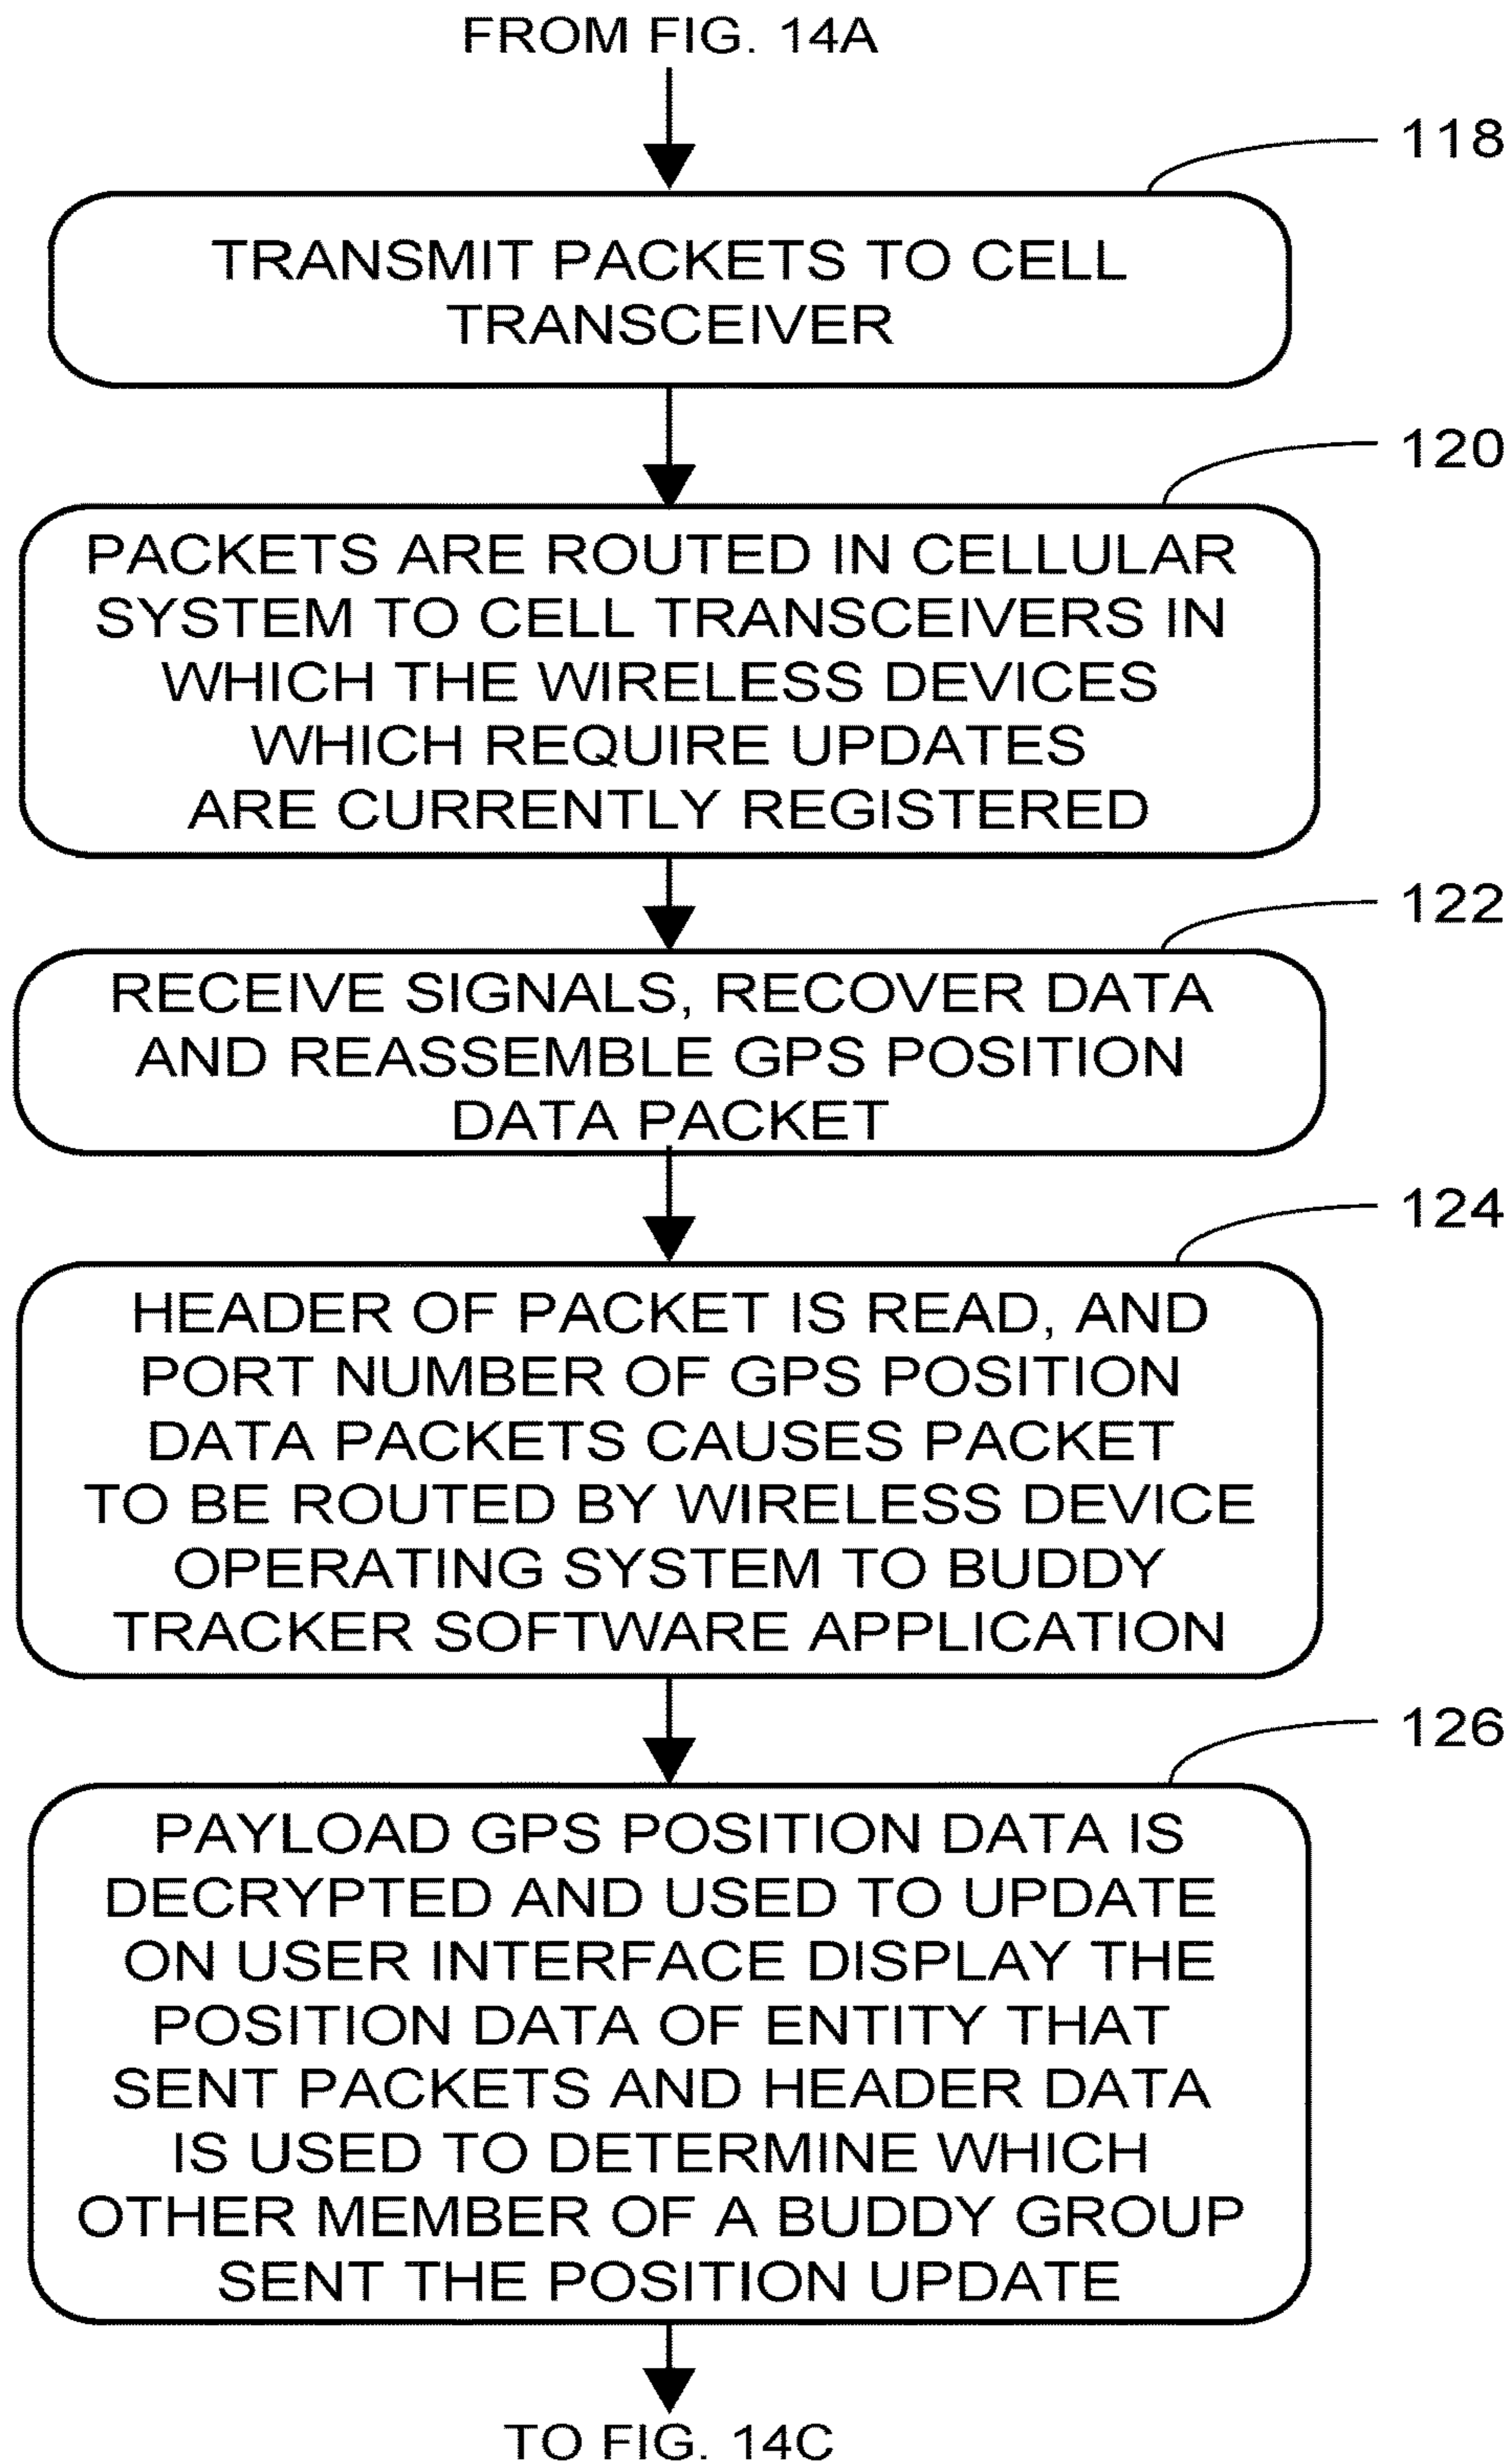 FROM FIG. 14A
118
TRANSMIT PACKETS TO CELL
TRANSCEIVER
120
PACKETS ARE ROUTED IN CELLULAR
SYSTEM TO CELL TRANSCEIVERS IN
WHICH THE WIRELESS DEVICES
WHICH REQUIRE UPDATES
ARE CURRENTLY REGISTERED
122
RECEIVE SIGNALS, RECOVER DATA
AND REASSEMBLE GPS POSITION
DATA PACKET
124
HEADER OF PACKET IS READ, AND
PORT NUMBER OF GPS POSITION
DATA PACKETS CAUSES PACKET
TO BE ROUTED BY WIRELESS DEVICE
OPERATING SYSTEM TO BUDDY
TRACKER SOFTWARE APPLICATION
126
PAYLOAD GPS POSITION DATA IS
DECRYPTED AND USED TO UPDATE
ON USER INTERFACE DISPLAY THE
POSITION DATA OF ENTITY THAT
SENT PACKETS AND HEADER DATA
IS USED TO DETERMINE WHICH
OTHER MEMBER OF A BUDDY GROUP
SENT THE POSITION UPDATE
TO FIG. 14C